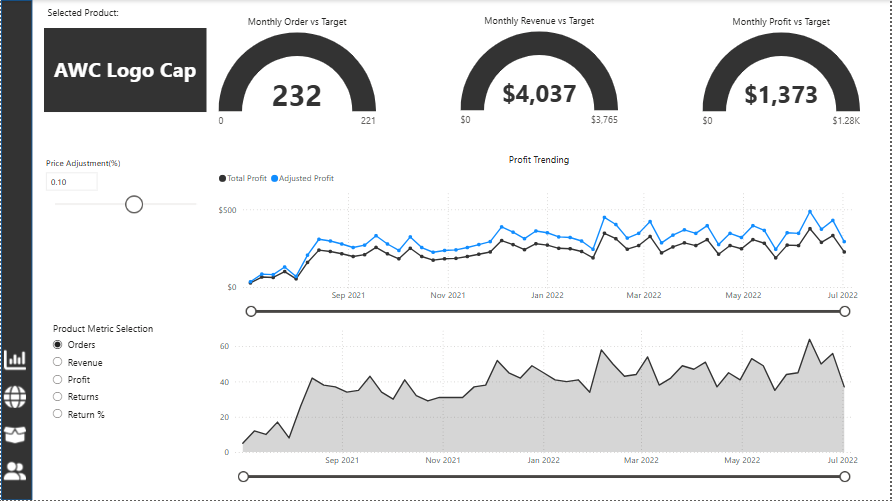 Selected Product:
AWC Logo Cap
Monthly Order vs Target
232
0
221
Monthly Revenue vs Target
$4,037
$0
$3,765
Monthly Profit vs Target
$1,373
$0
$1.28K
Price Adjustment(%)
0.10
Profit Trending
Total Profit
Adjusted Profit
$500
$0
Sep 2021
Nov 2021
Jan 2022
Mar 2022
May 2022
Jul 2022
Product Metric Selection
Orders
Revenue
Profit
Returns
Return %
60
40
20
0
Sep 2021
Nov 2021
Jan 2022
Mar 2022
May 2022
Jul 2022